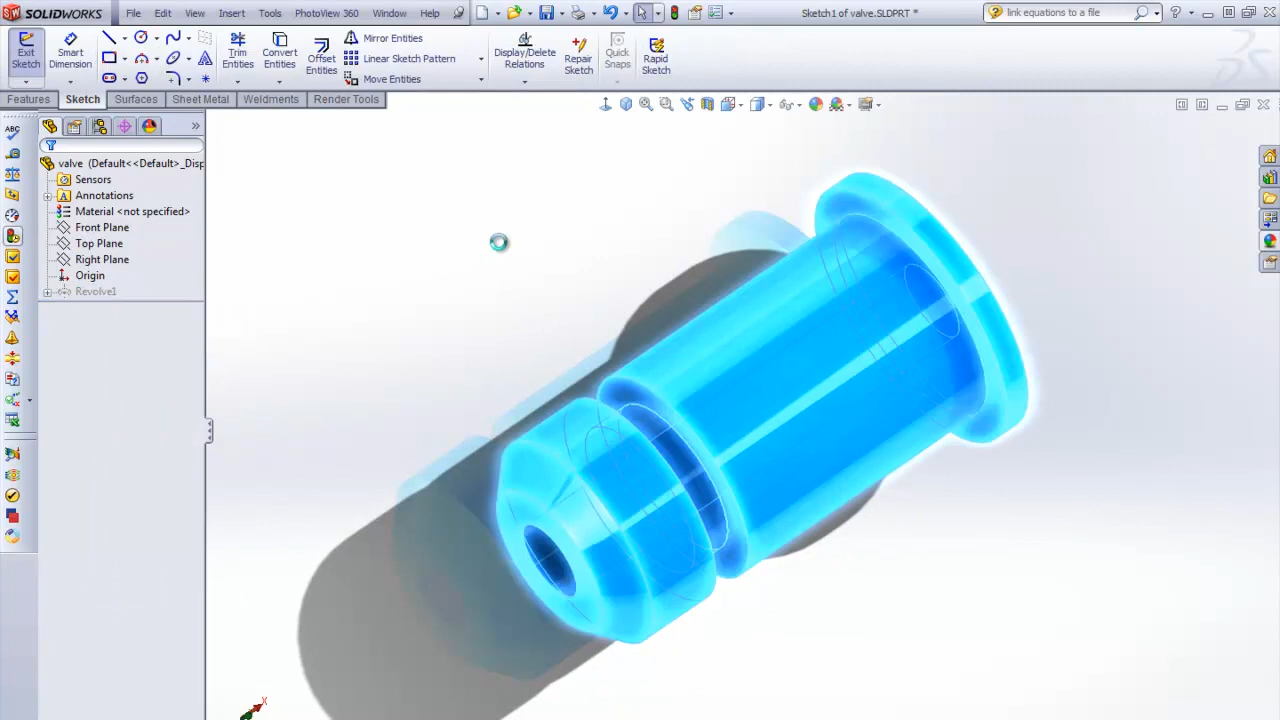 SOLIDWORKS File Edit View Insert Tools PhotoView 360 Window Help Sketch1 of valve.SLDPRT * link equations to a file
Exit Sketch
Smart Dimension
Trim Entities
Convert Entities
Offset Entities
Mirror Entities
Linear Sketch Pattern
Move Entities
Display/Delete Relations
Repair Sketch
Quick Snaps
Rapid Sketch
Features Sketch Surfaces Sheet Metal Weldments Render Tools
valve (Default<<Default>_Disp
Sensors
Annotations
Material <not specified>
Front Plane
Top Plane
Right Plane
Origin
Revolve1
X